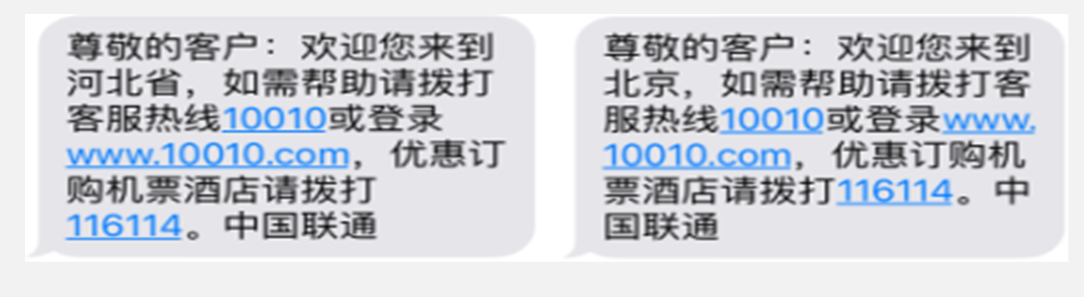 尊敬的客户：欢迎您来到
河北省，如需帮助请拨打
客服热线10010或登录
www.10010.com，优惠订
购机票酒店请拨打
116114。中国联通
尊敬的客户：欢迎您来到
北京，如需帮助请拨打客
服热线10010或登录www.
10010.com，优惠订购机
票酒店请拨打116114。中
国联通